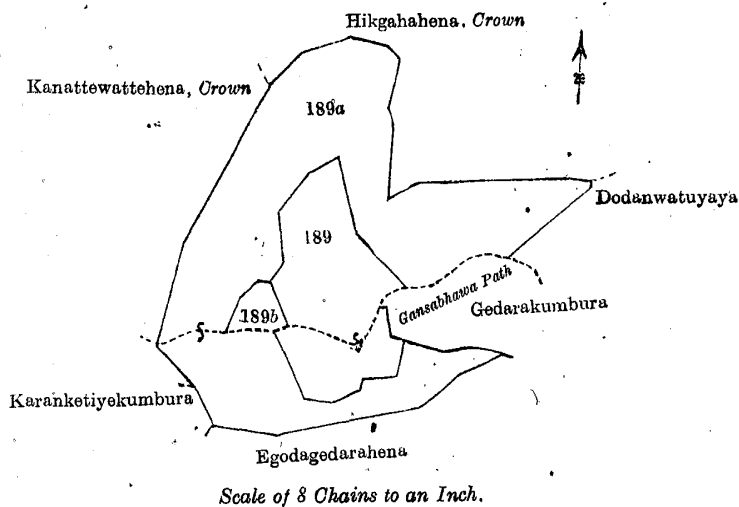 Hikgahahena, Crown
Kanattewattehena, Crown
189a
Dodanwatuyaya
189
Gansabhawa Path
Gedarakumbura
189b
Karanketiyekumbura
Egodagedarahena
Scale of 8 Chains to an Inch.